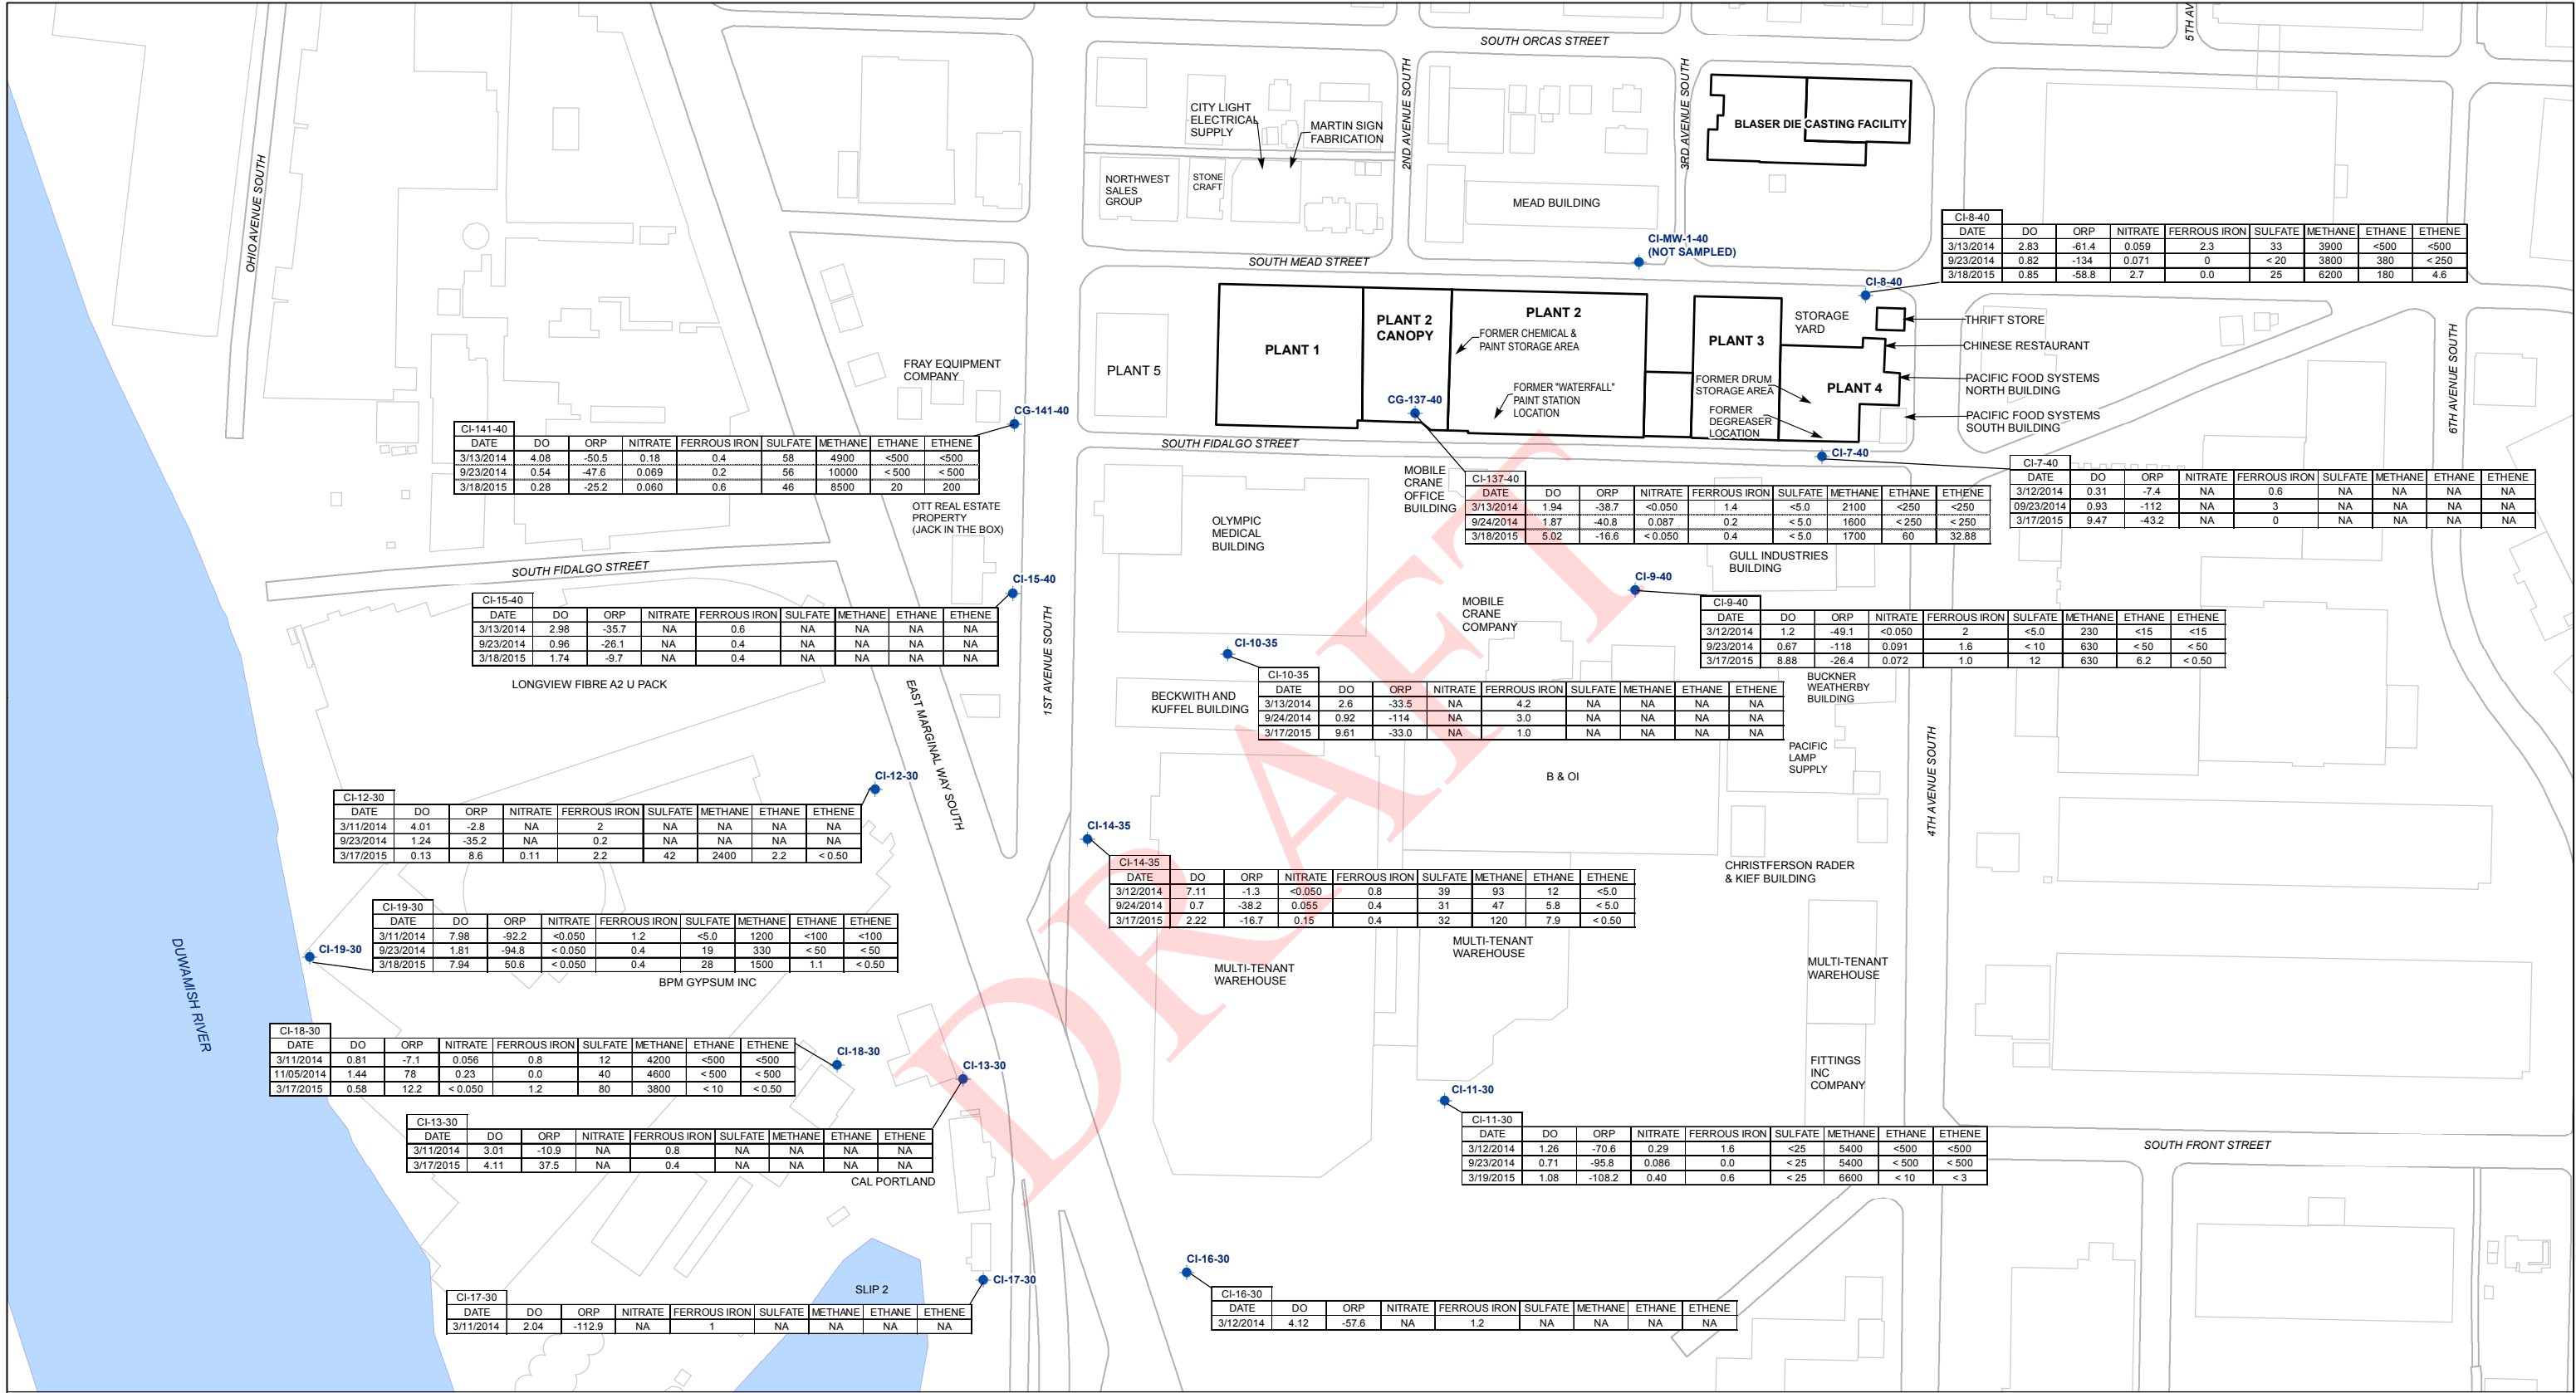 SOUTH ORCAS STREET
5TH AV
OHIO AVENUE SOUTH
2ND AVENUE SOUTH
3RD AVENUE SOUTH
CITY LIGHT
ELECTRICAL
SUPPLY
MARTIN SIGN
FABRICATION
BLASER DIE CASTING FACILITY
NORTHWEST
SALES
GROUP
STONE
CRAFT
MEAD BUILDING
CI-MW-1-40
(NOT SAMPLED)
SOUTH MEAD STREET
CI-8-40
DATE DO ORP NITRATE FERROUS IRON SULFATE METHANE ETHANE ETHENE
3/13/2014 2.83 -61.4 0.059 2.3 33 3900 <500 <500
9/23/2014 0.82 -134 0.071 0 < 20 3800 380 < 250
3/18/2015 0.85 -58.8 2.7 0.0 25 6200 180 4.6
CI-8-40
PLANT 5
PLANT 1
PLANT 2
CANOPY
PLANT 2
FORMER CHEMICAL &
PAINT STORAGE AREA
FORMER "WATERFALL"
PAINT STATION
LOCATION
PLANT 3
STORAGE
YARD
FORMER DRUM
STORAGE AREA
PLANT 4
FORMER
DEGREASER
LOCATION
THRIFT STORE
CHINESE RESTAURANT
PACIFIC FOOD SYSTEMS
NORTH BUILDING
PACIFIC FOOD SYSTEMS
SOUTH BUILDING
6TH AVENUE SOUTH
FRAY EQUIPMENT
COMPANY
CG-141-40
CG-137-40
CI-141-40
DATE DO ORP NITRATE FERROUS IRON SULFATE METHANE ETHANE ETHENE
3/13/2014 4.08 -50.5 0.18 0.4 58 4900 <500 <500
9/23/2014 0.54 -47.6 0.069 0.2 56 10000 < 500 < 500
3/18/2015 0.28 -25.2 0.060 0.6 46 8500 20 200
SOUTH FIDALGO STREET
CI-7-40
CI-7-40
DATE DO ORP NITRATE FERROUS IRON SULFATE METHANE ETHANE ETHENE
3/12/2014 0.31 -7.4 NA 0.6 NA NA NA NA
09/23/2014 0.93 -112 NA 3 NA NA NA NA
3/17/2015 9.47 -43.2 NA 0 NA NA NA NA
MOBILE
CRANE
OFFICE
BUILDING
CI-137-40
DATE DO ORP NITRATE FERROUS IRON SULFATE METHANE ETHANE ETHENE
3/13/2014 1.94 -38.7 <0.050 1.4 <5.0 2100 <250 <250
9/24/2014 1.87 -40.8 0.087 0.2 < 5.0 1600 < 250 < 250
3/18/2015 5.02 -16.6 < 0.050 0.4 < 5.0 1700 60 32.88
OTT REAL ESTATE
PROPERTY
(JACK IN THE BOX)
OLYMPIC
MEDICAL
BUILDING
GULL INDUSTRIES
BUILDING
SOUTH FIDALGO STREET
CI-15-40
CI-15-40
DATE DO ORP NITRATE FERROUS IRON SULFATE METHANE ETHANE ETHENE
3/13/2014 2.98 -35.7 NA 0.6 NA NA NA NA
9/23/2014 0.96 -26.1 NA 0.4 NA NA NA NA
3/18/2015 1.74 -9.7 NA 0.4 NA NA NA NA
LONGVIEW FIBRE A2 U PACK
1ST AVENUE SOUTH
EAST MARGINAL WAY SOUTH
MOBILE
CRANE
COMPANY
CI-9-40
CI-9-40
DATE DO ORP NITRATE FERROUS IRON SULFATE METHANE ETHANE ETHENE
3/12/2014 1.2 -49.1 <0.050 2 <5.0 230 <15 <15
9/23/2014 0.67 -118 0.091 1.6 < 10 630 < 50 < 50
3/17/2015 8.88 -26.4 0.072 1.0 12 630 6.2 < 0.50
CI-10-35
BECKWITH AND
KUFFEL BUILDING
CI-10-35
DATE DO ORP NITRATE FERROUS IRON SULFATE METHANE ETHANE ETHENE
3/13/2014 2.6 -33.5 NA 4.2 NA NA NA NA
9/24/2014 0.92 -114 NA 3.0 NA NA NA NA
3/17/2015 9.61 -33.0 NA 1.0 NA NA NA NA
BUCKNER
WEATHERBY
BUILDING
PACIFIC
LAMP
SUPPLY
B & OI
4TH AVENUE SOUTH
CI-12-30
CI-12-30
DATE DO ORP NITRATE FERROUS IRON SULFATE METHANE ETHANE ETHENE
3/11/2014 4.01 -2.8 NA 2 NA NA NA NA
9/23/2014 1.24 -35.2 NA 0.2 NA NA NA NA
3/17/2015 0.13 8.6 0.11 2.2 42 2400 2.2 < 0.50
CI-14-35
CI-14-35
DATE DO ORP NITRATE FERROUS IRON SULFATE METHANE ETHANE ETHENE
3/12/2014 7.11 -1.3 <0.050 0.8 39 93 12 <5.0
9/24/2014 0.7 -38.2 0.055 0.4 31 47 5.8 < 5.0
3/17/2015 2.22 -16.7 0.15 0.4 32 120 7.9 < 0.50
CHRISTFERSON RADER
& KIEF BUILDING
CI-19-30
CI-19-30
DATE DO ORP NITRATE FERROUS IRON SULFATE METHANE ETHANE ETHENE
3/11/2014 7.98 -92.2 <0.050 1.2 <5.0 1200 <100 <100
9/23/2014 1.81 -94.8 < 0.050 0.4 19 330 < 50 < 50
3/18/2015 7.94 50.6 < 0.050 0.4 28 1500 1.1 < 0.50
BPM GYPSUM INC
DUWAMISH RIVER
MULTI-TENANT
WAREHOUSE
MULTI-TENANT
WAREHOUSE
MULTI-TENANT
WAREHOUSE
DRAFT
CI-18-30
DATE DO ORP NITRATE FERROUS IRON SULFATE METHANE ETHANE ETHENE
3/11/2014 0.81 -7.1 0.056 0.8 12 4200 <500 <500
11/05/2014 1.44 78 0.23 0.0 40 4600 < 500 < 500
3/17/2015 0.58 12.2 < 0.050 1.2 80 3800 < 10 < 0.50
CI-18-30
CI-13-30
CI-13-30
DATE DO ORP NITRATE FERROUS IRON SULFATE METHANE ETHANE ETHENE
3/11/2014 3.01 -10.9 NA 0.8 NA NA NA NA
3/17/2015 4.11 37.5 NA 0.4 NA NA NA NA
CAL PORTLAND
FITTINGS
INC
COMPANY
CI-11-30
CI-11-30
DATE DO ORP NITRATE FERROUS IRON SULFATE METHANE ETHANE ETHENE
3/12/2014 1.26 -70.6 0.29 1.6 <25 5400 <500 <500
9/23/2014 0.71 -95.8 0.086 0.0 < 25 5400 < 500 < 500
3/19/2015 1.08 -108.2 0.40 0.6 < 25 6600 < 10 < 3
SOUTH FRONT STREET
SLIP 2
CI-17-30
CI-17-30
DATE DO ORP NITRATE FERROUS IRON SULFATE METHANE ETHANE ETHENE
3/11/2014 2.04 -112.9 NA 1 NA NA NA NA
CI-16-30
CI-16-30
DATE DO ORP NITRATE FERROUS IRON SULFATE METHANE ETHANE ETHENE
3/12/2014 4.12 -57.6 NA 1.2 NA NA NA NA